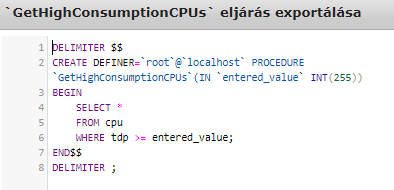 `GetHighConsumptionCPUs` eljárás exportálása
1 DELIMITER $$
2 CREATE DEFINER=`root`@`localhost` PROCEDURE
`GetHighConsumptionCPUs`(IN `entered_value` INT(255))
3 BEGIN
4 SELECT *
5 FROM cpu
6 WHERE tdp >= entered_value;
7 END$$
8 DELIMITER ;